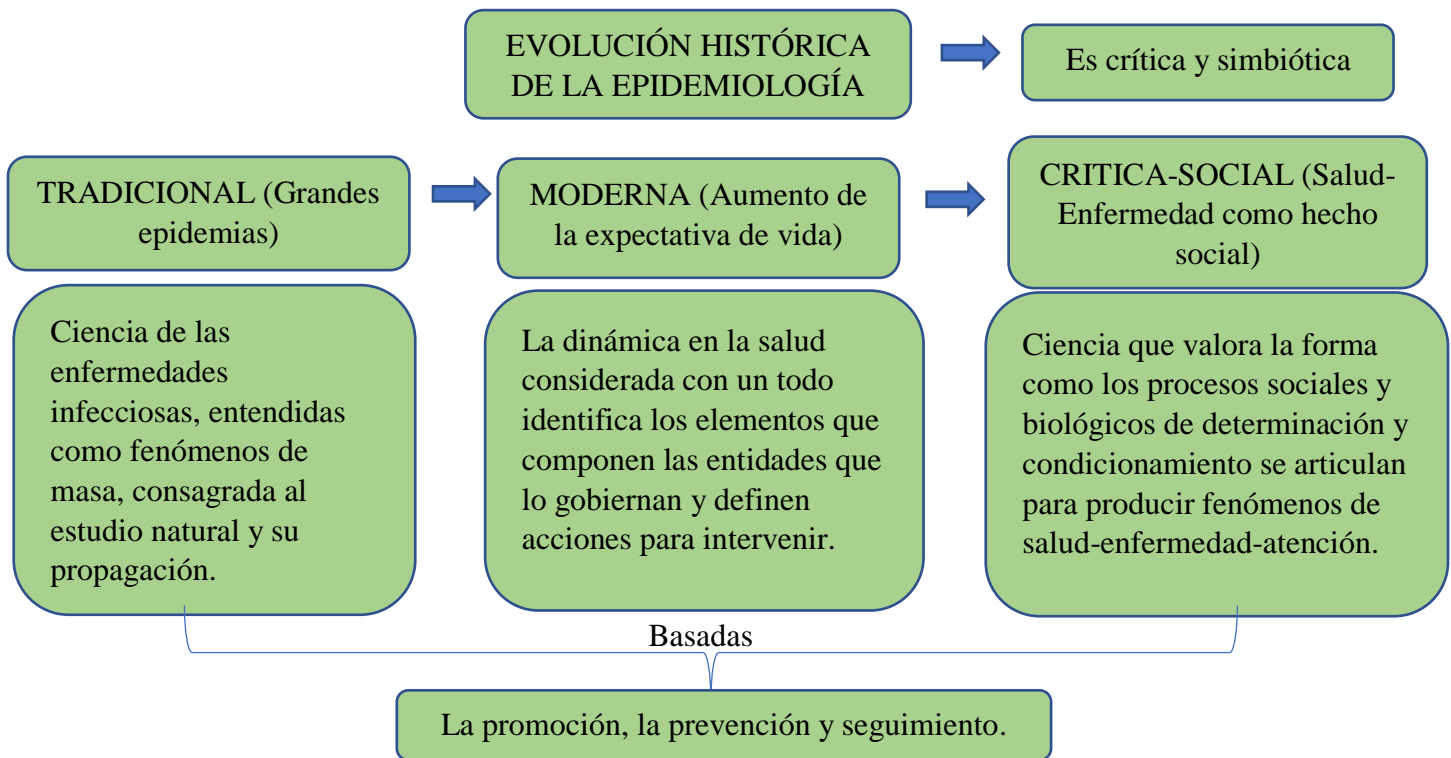 EVOLUCIÓN HISTÓRICA
DE LA EPIDEMIOLOGÍA
Es crítica y simbiótica
TRADICIONAL (Grandes
epidemias)
MODERNA (Aumento de
la expectativa de vida)
CRITICA-SOCIAL (Salud-
Enfermedad como hecho
social)
Ciencia de las
enfermedades
infecciosas, entendidas
como fenómenos de
masa, consagrada al
estudio natural y su
propagación.
La dinámica en la salud
considerada con un todo
identifica los elementos que
componen las entidades que
lo gobiernan y definen
acciones para intervenir.
Ciencia que valora la forma
como los procesos sociales y
biológicos de determinación y
condicionamiento se articulan
para producir fenómenos de
salud-enfermedad-atención.
Basadas
La promoción, la prevención y seguimiento.